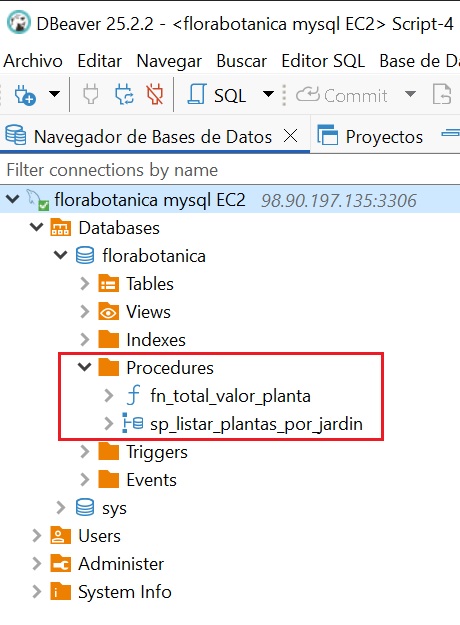 DBeaver 25.2.2 - <florabotanica mysql EC2> Script-4
Archivo Editar Navegar Buscar Editor SQL Base de Da
SQL Commit
Navegador de Bases de Datos Proyectos
Filter connections by name
florabotanica mysql EC2 98.90.197.135:3306
Databases
florabotanica
Tables
Views
Indexes
Procedures
fn_total_valor_planta
sp_listar_plantas_por_jardin
Triggers
Events
sys
Users
Administer
System Info